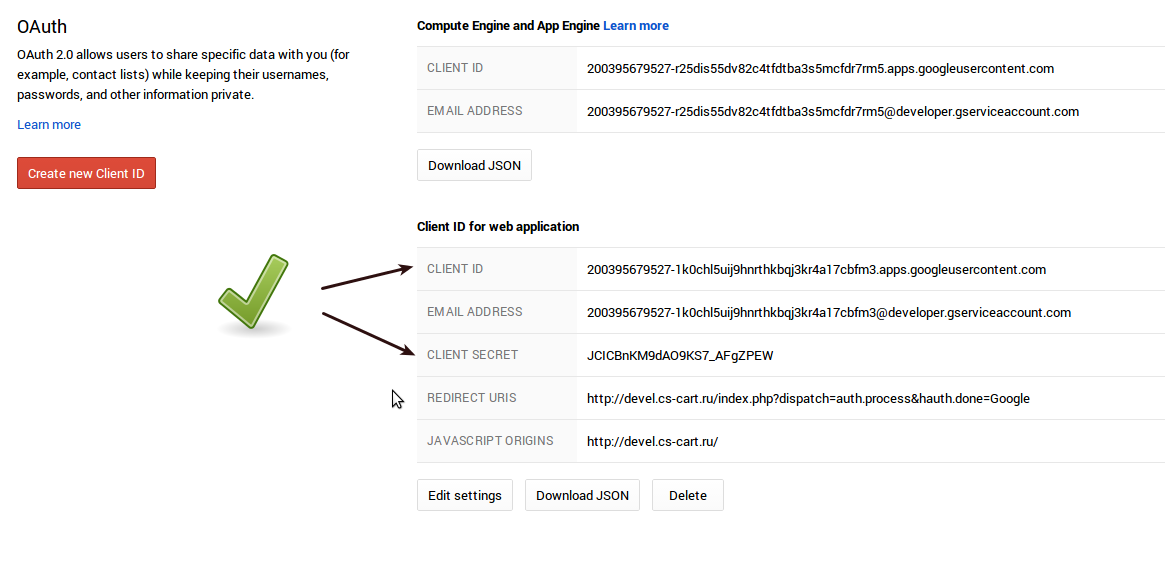 OAuth
OAuth 2.0 allows users to share specific data with you (for
example, contact lists) while keeping their usernames,
passwords, and other information private.
Learn more
Create new Client ID
Compute Engine and App Engine Learn more
CLIENT ID 200395679527-r25dis55dv82c4tfdtba3s5mcfdr7rm5.apps.googleusercontent.com
EMAIL ADDRESS 200395679527-r25dis55dv82c4tfdtba3s5mcfdr7rm5@developer.gserviceaccount.com
Download JSON
Client ID for web application
CLIENT ID 200395679527-1k0chl5uij9hnrthkbqj3kr4a17cbfm3.apps.googleusercontent.com
EMAIL ADDRESS 200395679527-1k0chl5uij9hnrthkbqj3kr4a17cbfm3@developer.gserviceaccount.com
CLIENT SECRET JCICBnKM9dAO9KS7_AFgZPEW
REDIRECT URIS http://devel.cs-cart.ru/index.php?dispatch=auth.process&hauth.done=Google
JAVASCRIPT ORIGINS http://devel.cs-cart.ru/
Edit settings Download JSON Delete